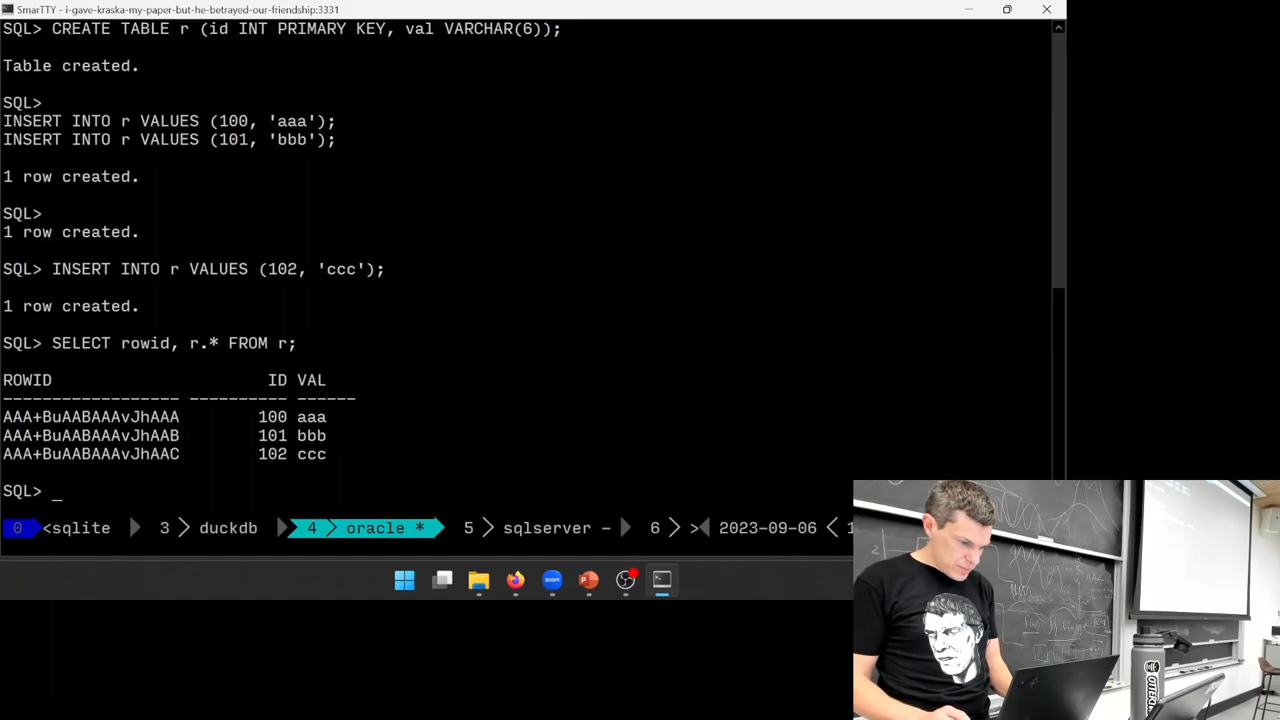 SmarTTY - i-gave-kraska-my-paper-but-he-betrayed-our-friendship:3331
SQL> CREATE TABLE r (id INT PRIMARY KEY, val VARCHAR(6));
Table created.
SQL>
INSERT INTO r VALUES (100, 'aaa');
INSERT INTO r VALUES (101, 'bbb');
1 row created.
SQL>
1 row created.
SQL> INSERT INTO r VALUES (102, 'ccc');
1 row created.
SQL> SELECT rowid, r.* FROM r;
ROWID                      ID VAL
------------------ ---------- ------
AAA+BuAABAAAvJhAAA        100 aaa
AAA+BuAABAAAvJhAAB        101 bbb
AAA+BuAABAAAvJhAAC        102 ccc
SQL> _
0 <sqlite 3 > duckdb 4 > oracle * 5 > sqlserver - 6 > >< 2023-09-06 < 1
zoom